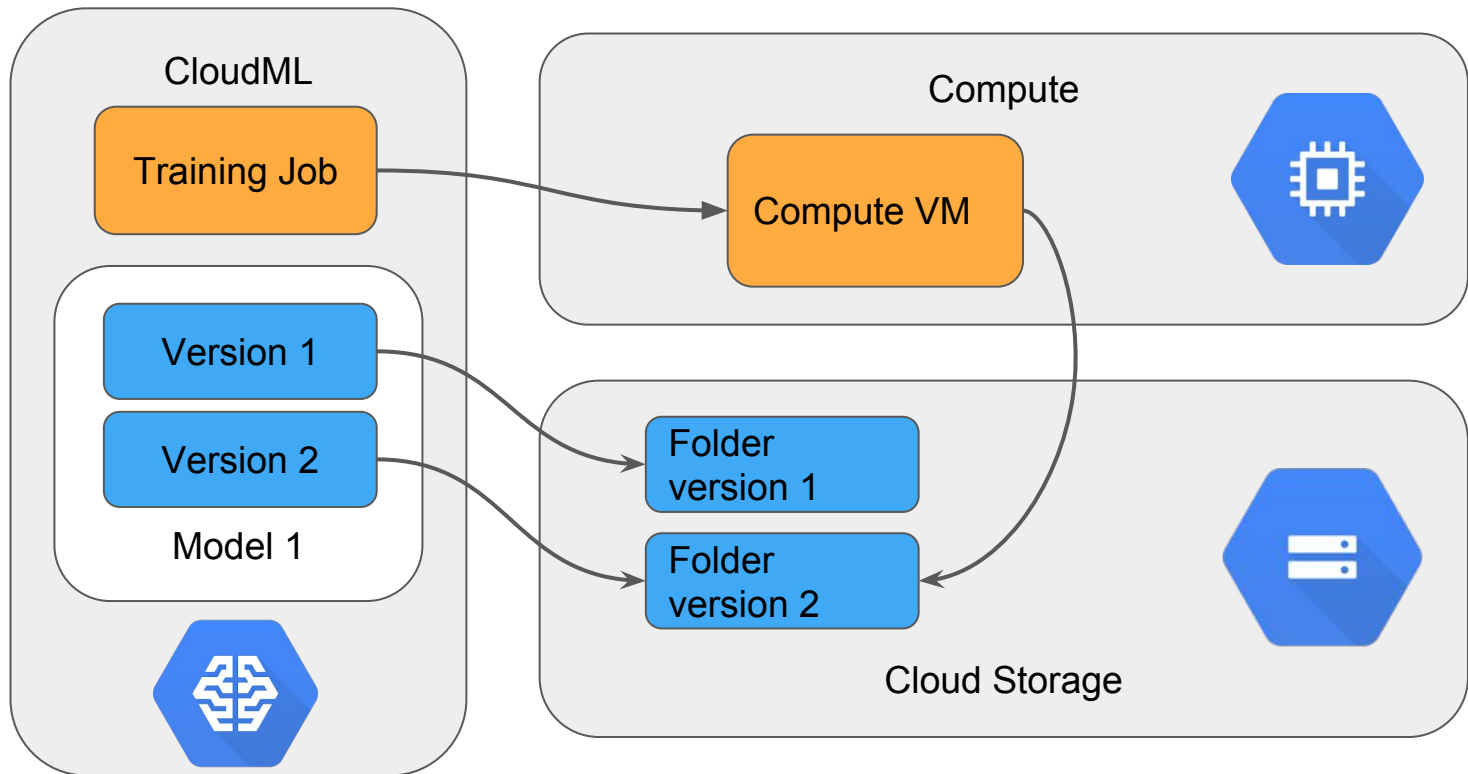 CloudML
Training Job
Version 1
Version 2
Model 1
Compute
Compute VM
Folder
version 1
Folder
version 2
Cloud Storage